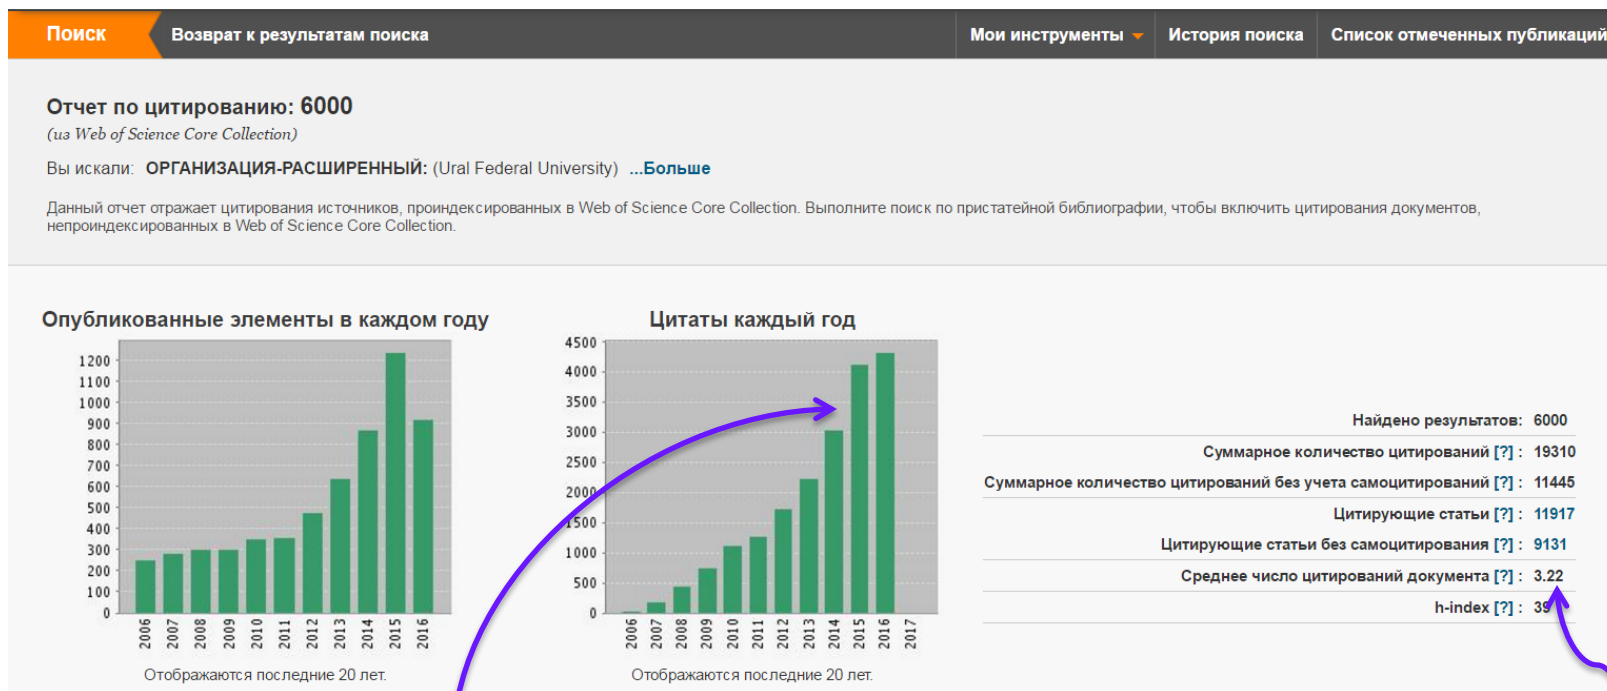 Поиск
Возврат к результатам поиска
Мои инструменты
История поиска
Список отмеченных публикаций
Отчет по цитированию: 6000
(из Web of Science Core Collection)
Вы искали: ОРГАНИЗАЦИЯ-РАСШИРЕННЫЙ: (Ural Federal University) ...Больше
Данный отчет отражает цитирования источников, проиндексированных в Web of Science Core Collection. Выполните поиск по пристатейной библиографии, чтобы включить цитирования документов,
непроиндексированных в Web of Science Core Collection.
Опубликованные элементы в каждом году
1200
1100
1000
900
800
700
600
500
400
300
200
100
0
2006
2007
2008
2009
2010
2011
2012
2013
2014
2015
2016
Отображаются последние 20 лет.
Цитаты каждый год
4500
4000
3500
3000
2500
2000
1500
1000
500
0
2006
2007
2008
2009
2010
2011
2012
2013
2014
2015
2016
2017
Отображаются последние 20 лет.
Найдено результатов: 6000
Суммарное количество цитирований [?] : 19310
Суммарное количество цитирований без учета самоцитирований [?] : 11445
Цитирующие статьи [?] : 11917
Цитирующие статьи без самоцитирования [?] : 9131
Среднее число цитирований документа [?] : 3.22
h-index [?] : 39